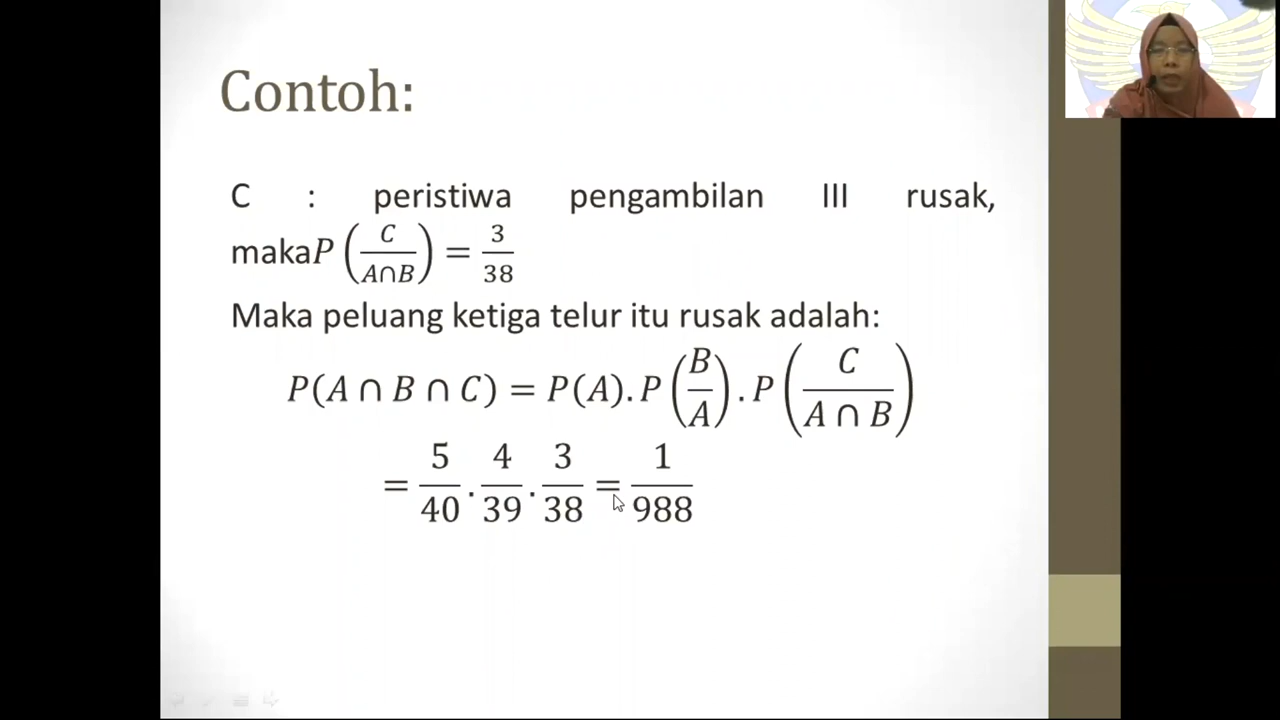 Contoh:
C : peristiwa pengambilan III rusak,
maka P(C/(A∩B)) = 3/38
Maka peluang ketiga telur itu rusak adalah:
P(A ∩ B ∩ C) = P(A).P(B/A).P(C/(A ∩ B))
= 5/40 . 4/39 . 3/38 = 1/988